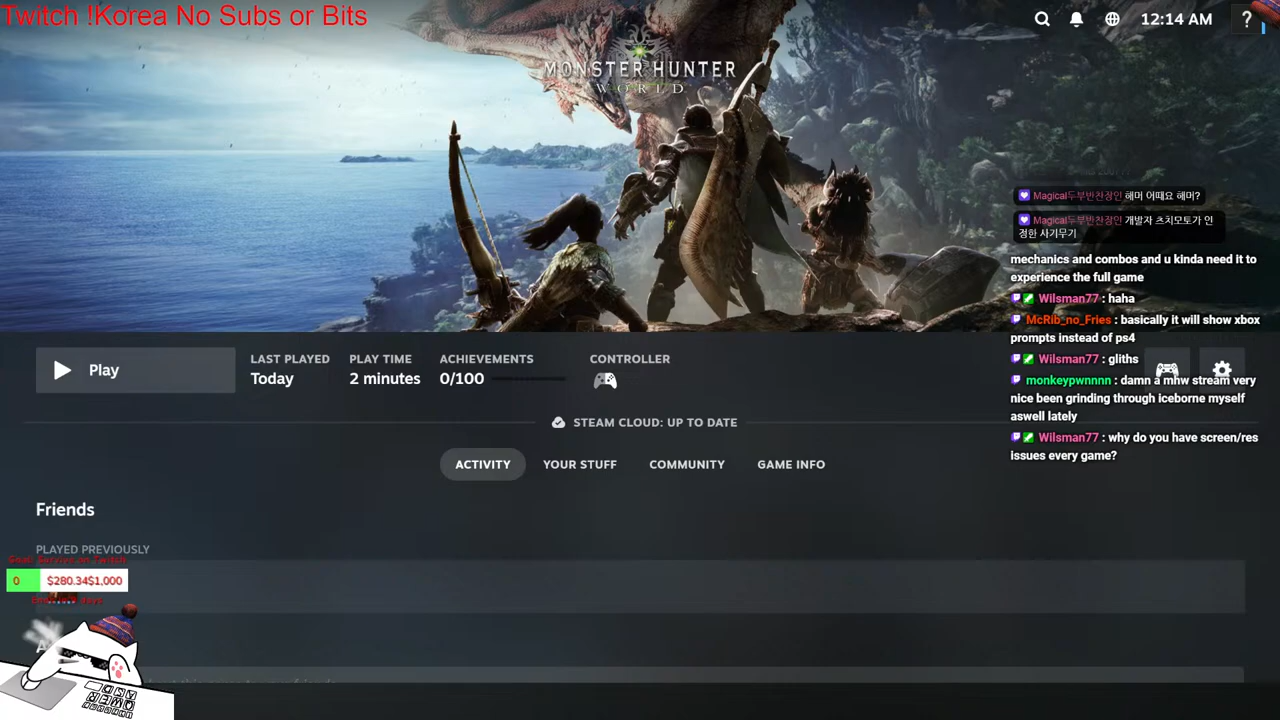 Twitch !Korea No Subs or Bits
12:14 AM
?
MONSTER HUNTER
WORLD
Magical두부반찬장인 해머 어때요 해머?
Magical두부반찬장인 개발자 츠치모토가 인
정한 사기무기
mechanics and combos and u kinda need it to
experience the full game
Wilsman77 : haha
McRib_no_Fries : basically it will show xbox
prompts instead of ps4
Wilsman77 : gliths
monkeypwnnnn : damn a mhw stream very
nice been grinding through iceborne myself
aswell lately
Wilsman77 : why do you have screen/res
issues every game?
Play
LAST PLAYED
Today
PLAY TIME
2 minutes
ACHIEVEMENTS
0/100
CONTROLLER
STEAM CLOUD: UP TO DATE
ACTIVITY
YOUR STUFF
COMMUNITY
GAME INFO
Friends
PLAYED PREVIOUSLY
0 $280.34$1,000